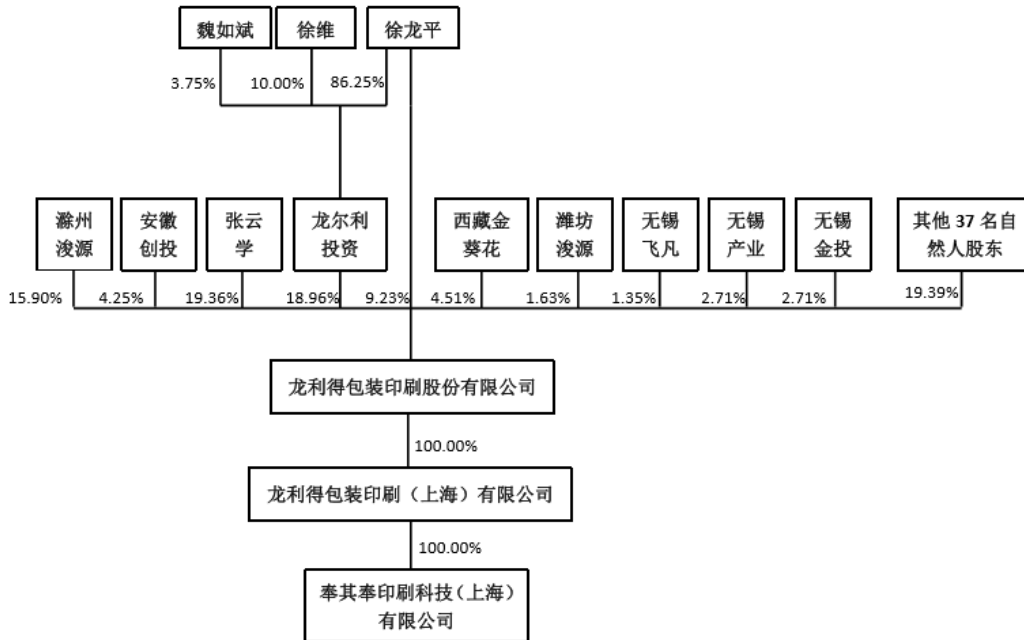 魏如斌
徐维
徐龙平
3.75%
10.00%
86.25%
滁州
浚源
安徽
创投
张云
学
龙尔利
投资
西藏金
葵花
潍坊
浚源
无锡
飞凡
无锡
产业
无锡
金投
其他 37 名自
然人股东
15.90%
4.25%
19.36%
18.96%
9.23%
4.51%
1.63%
1.35%
2.71%
2.71%
19.39%
龙利得包装印刷股份有限公司
100.00%
龙利得包装印刷（上海）有限公司
100.00%
奉其奉印刷科技（上海）
有限公司